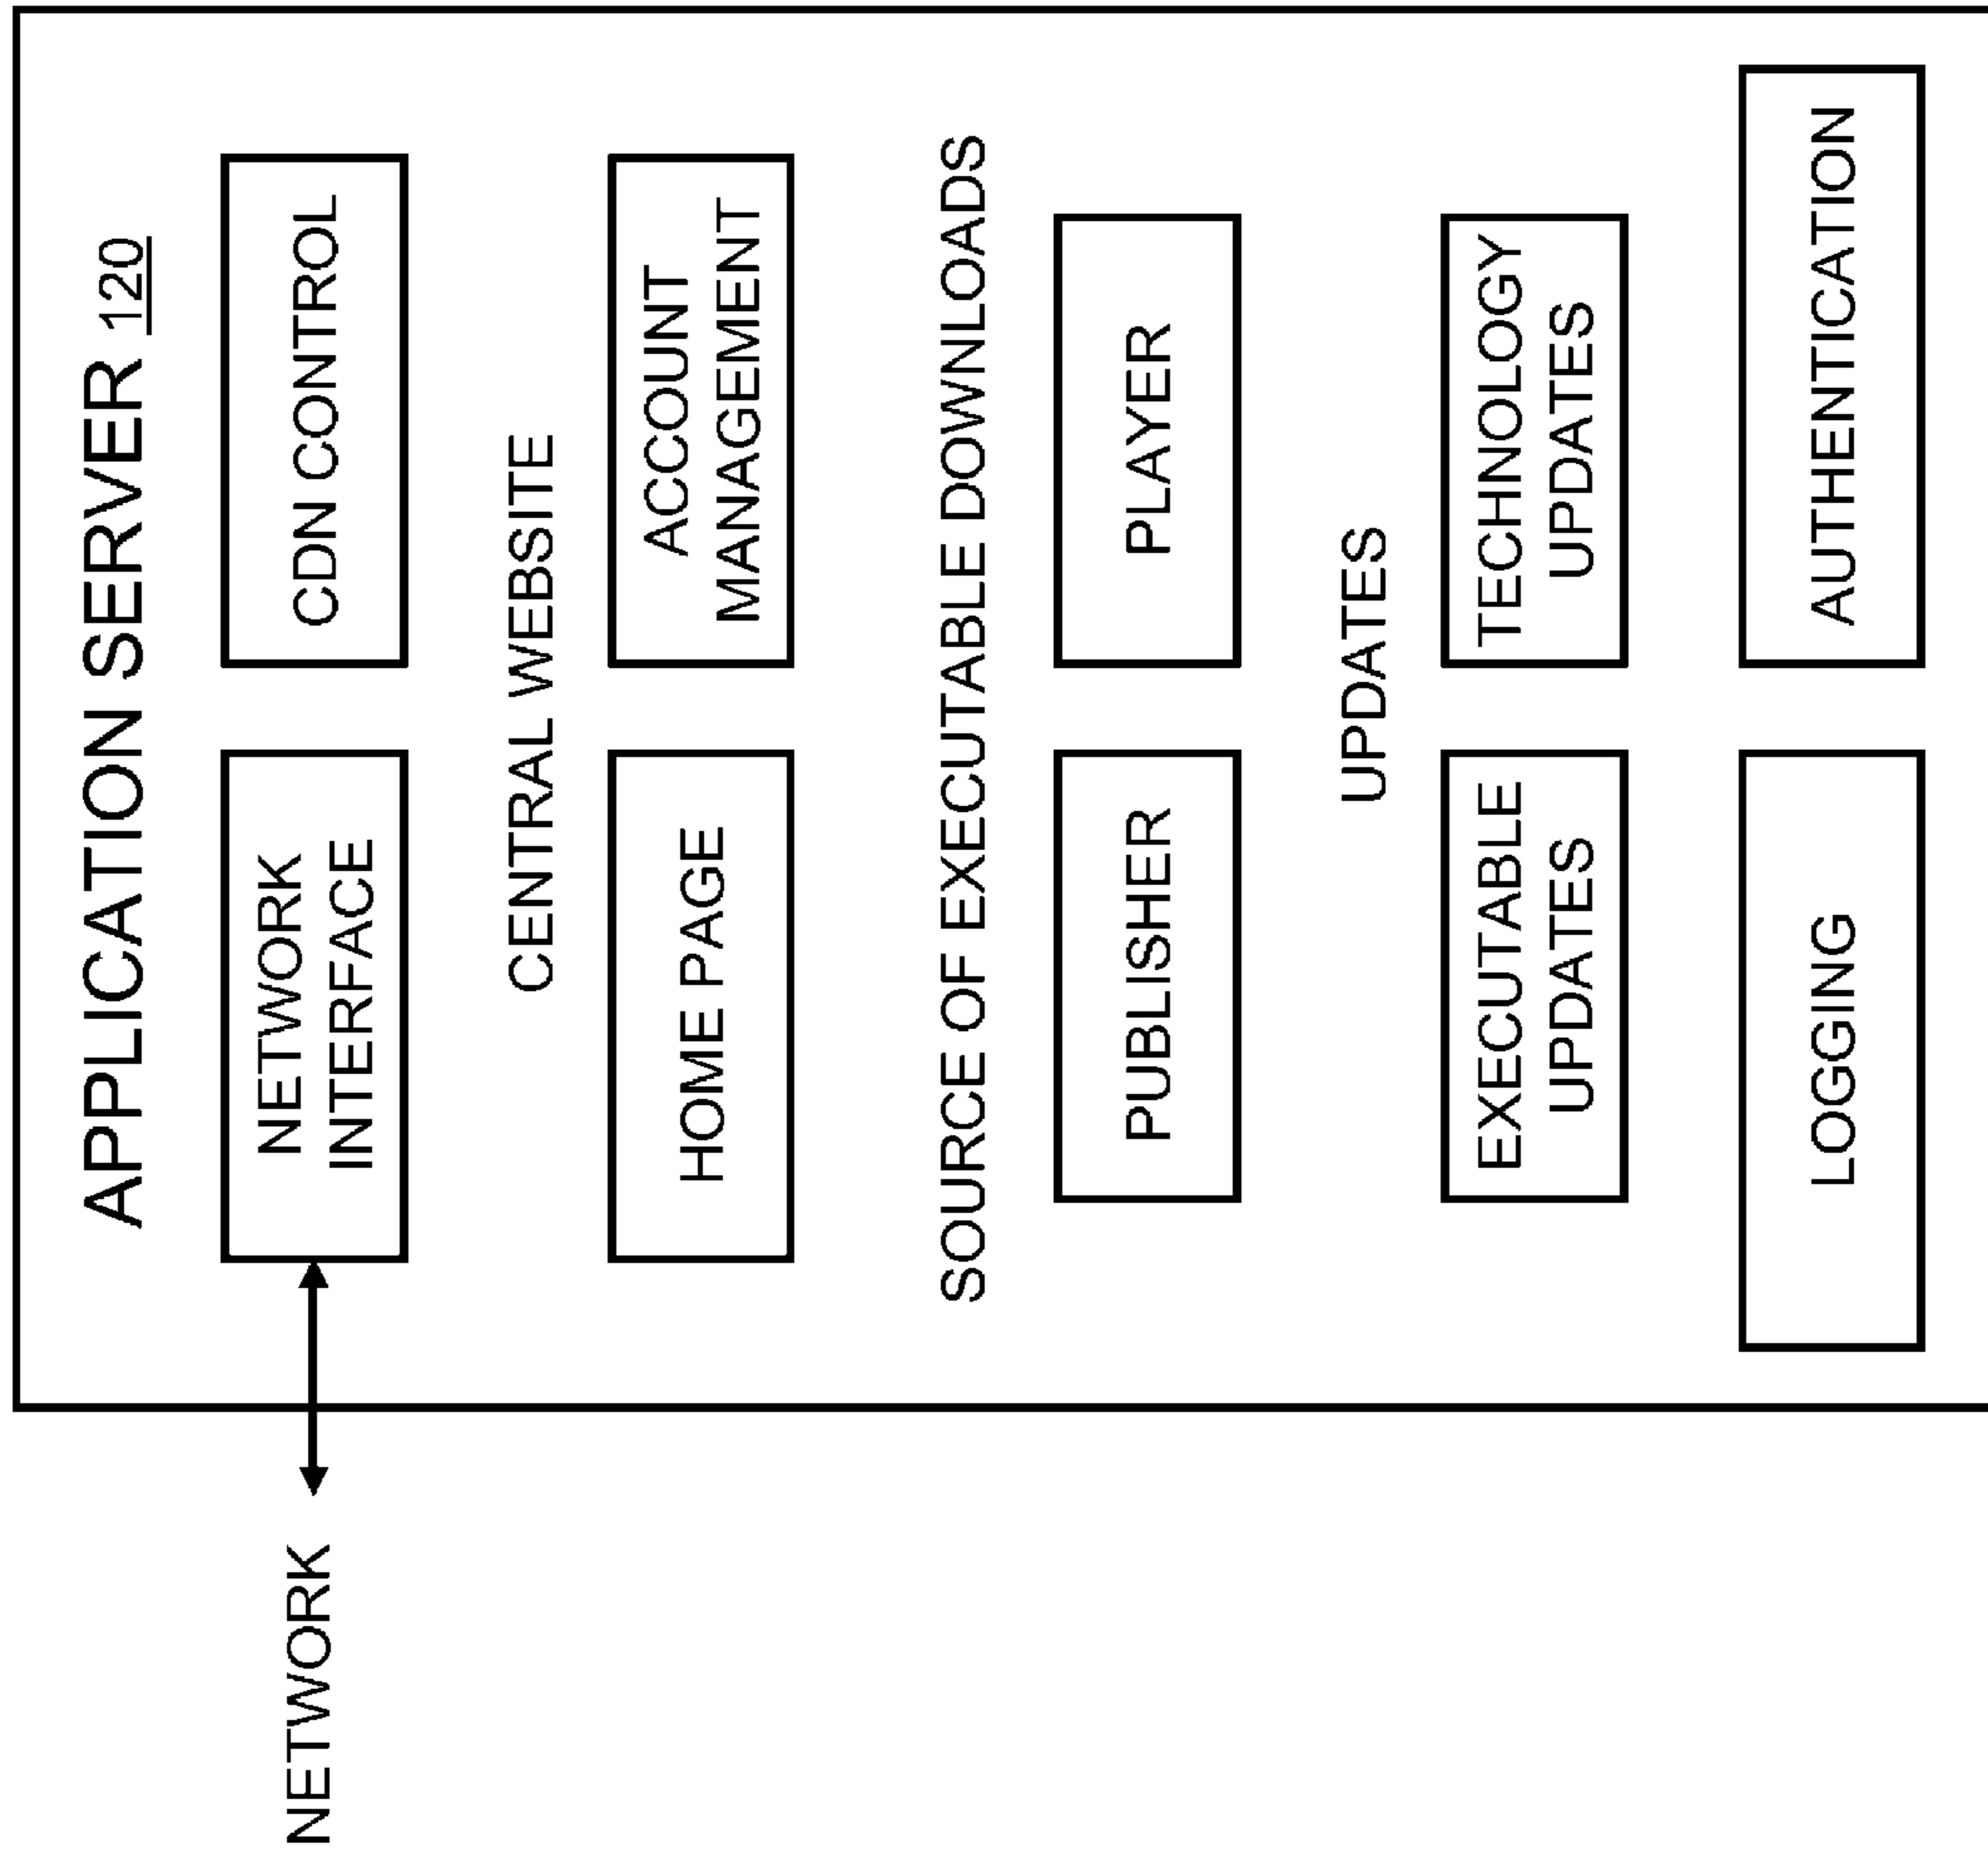 APPLICATION SERVER 120
NETWORK
NETWORK
INTERFACE
CDN CONTROL
CENTRAL WEBSITE
HOME PAGE
ACCOUNT
MANAGEMENT
SOURCE OF EXECUTABLE DOWNLOADS
PUBLISHER
PLAYER
UPDATES
EXECUTABLE
UPDATES
TECHNOLOGY
UPDATES
LOGGING
AUTHENTICATION